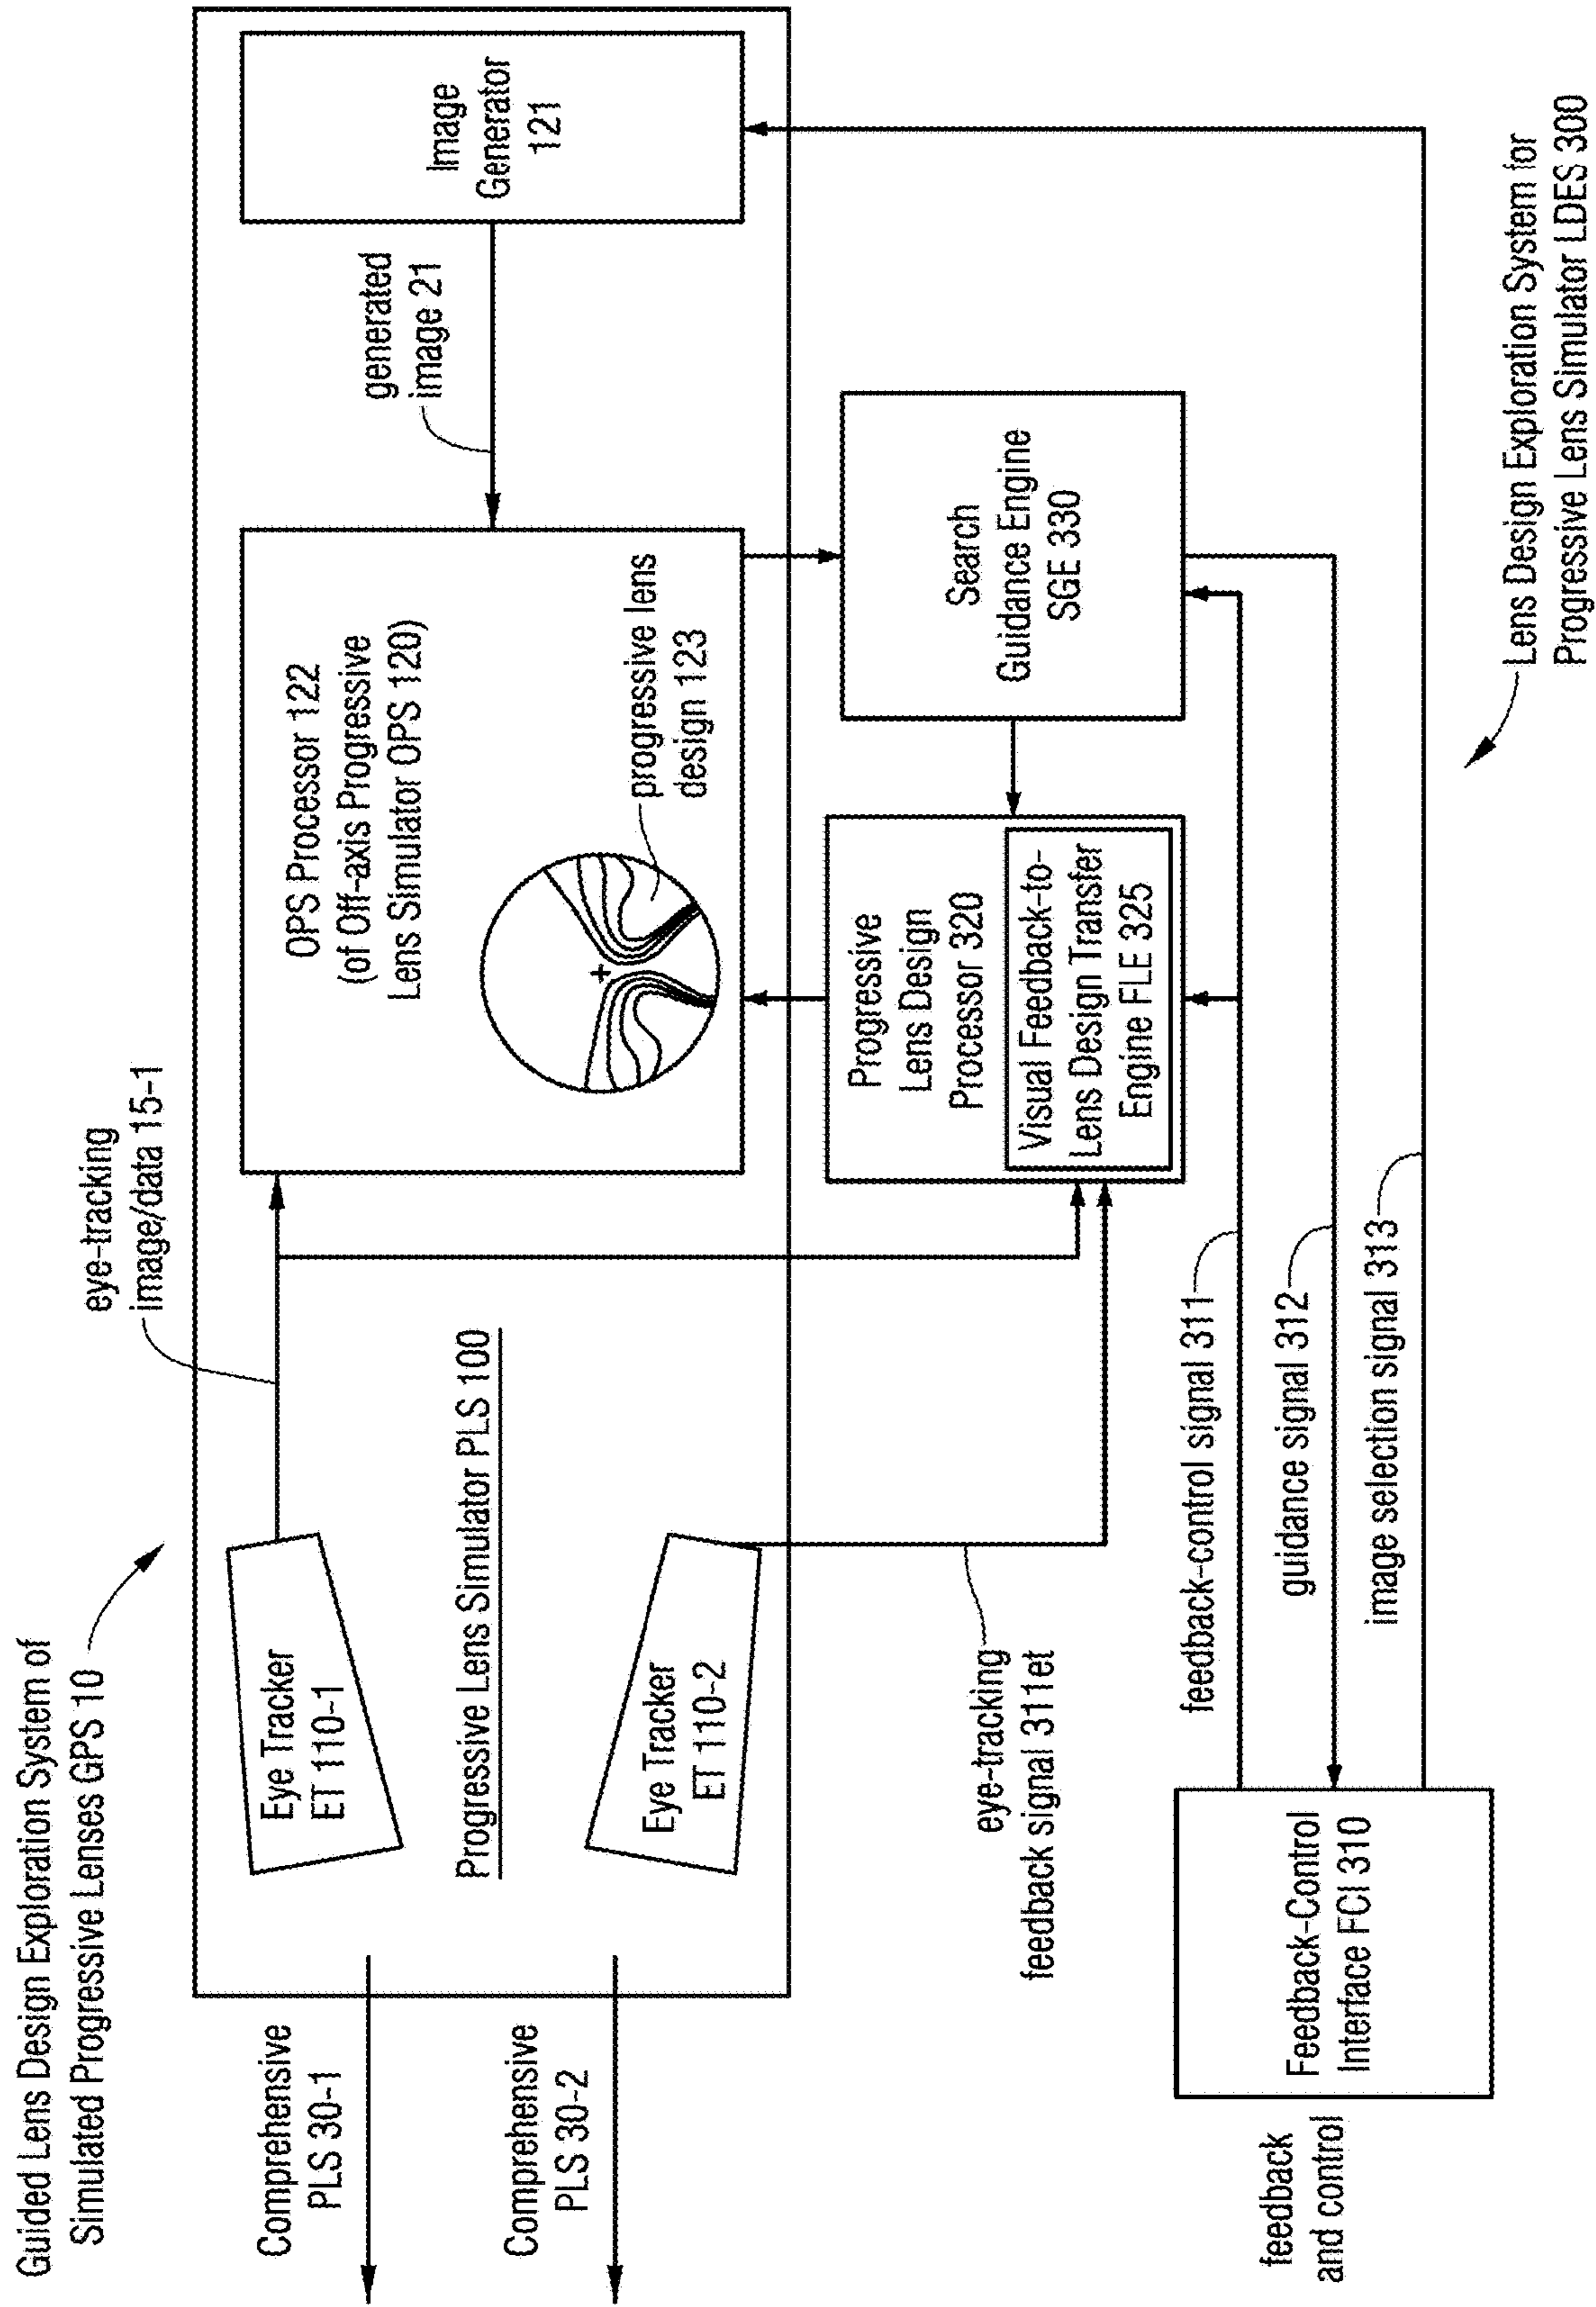 Guided Lens Design Exploration System of
Simulated Progressive Lenses GPS 10
eye-tracking
image/data 15-1
generated
image 21
Comprehensive
PLS 30-1
Comprehensive
PLS 30-2
Eye Tracker
ET 110-1
Progressive Lens Simulator PLS 100
Eye Tracker
ET 110-2
OPS Processor 122
(of Off-axis Progressive
Lens Simulator OPS 120)
progressive lens
design 123
Image
Generator
121
eye-tracking
feedback signal 311et
Progressive
Lens Design
Processor 320
Visual Feedback-to-
Lens Design Transfer
Engine FLE 325
Search
Guidance Engine
SGE 330
feedback
and control
Feedback-Control
Interface FCI 310
feedback-control signal 311
guidance signal 312
image selection signal 313
Lens Design Exploration System for
Progressive Lens Simulator LDES 300